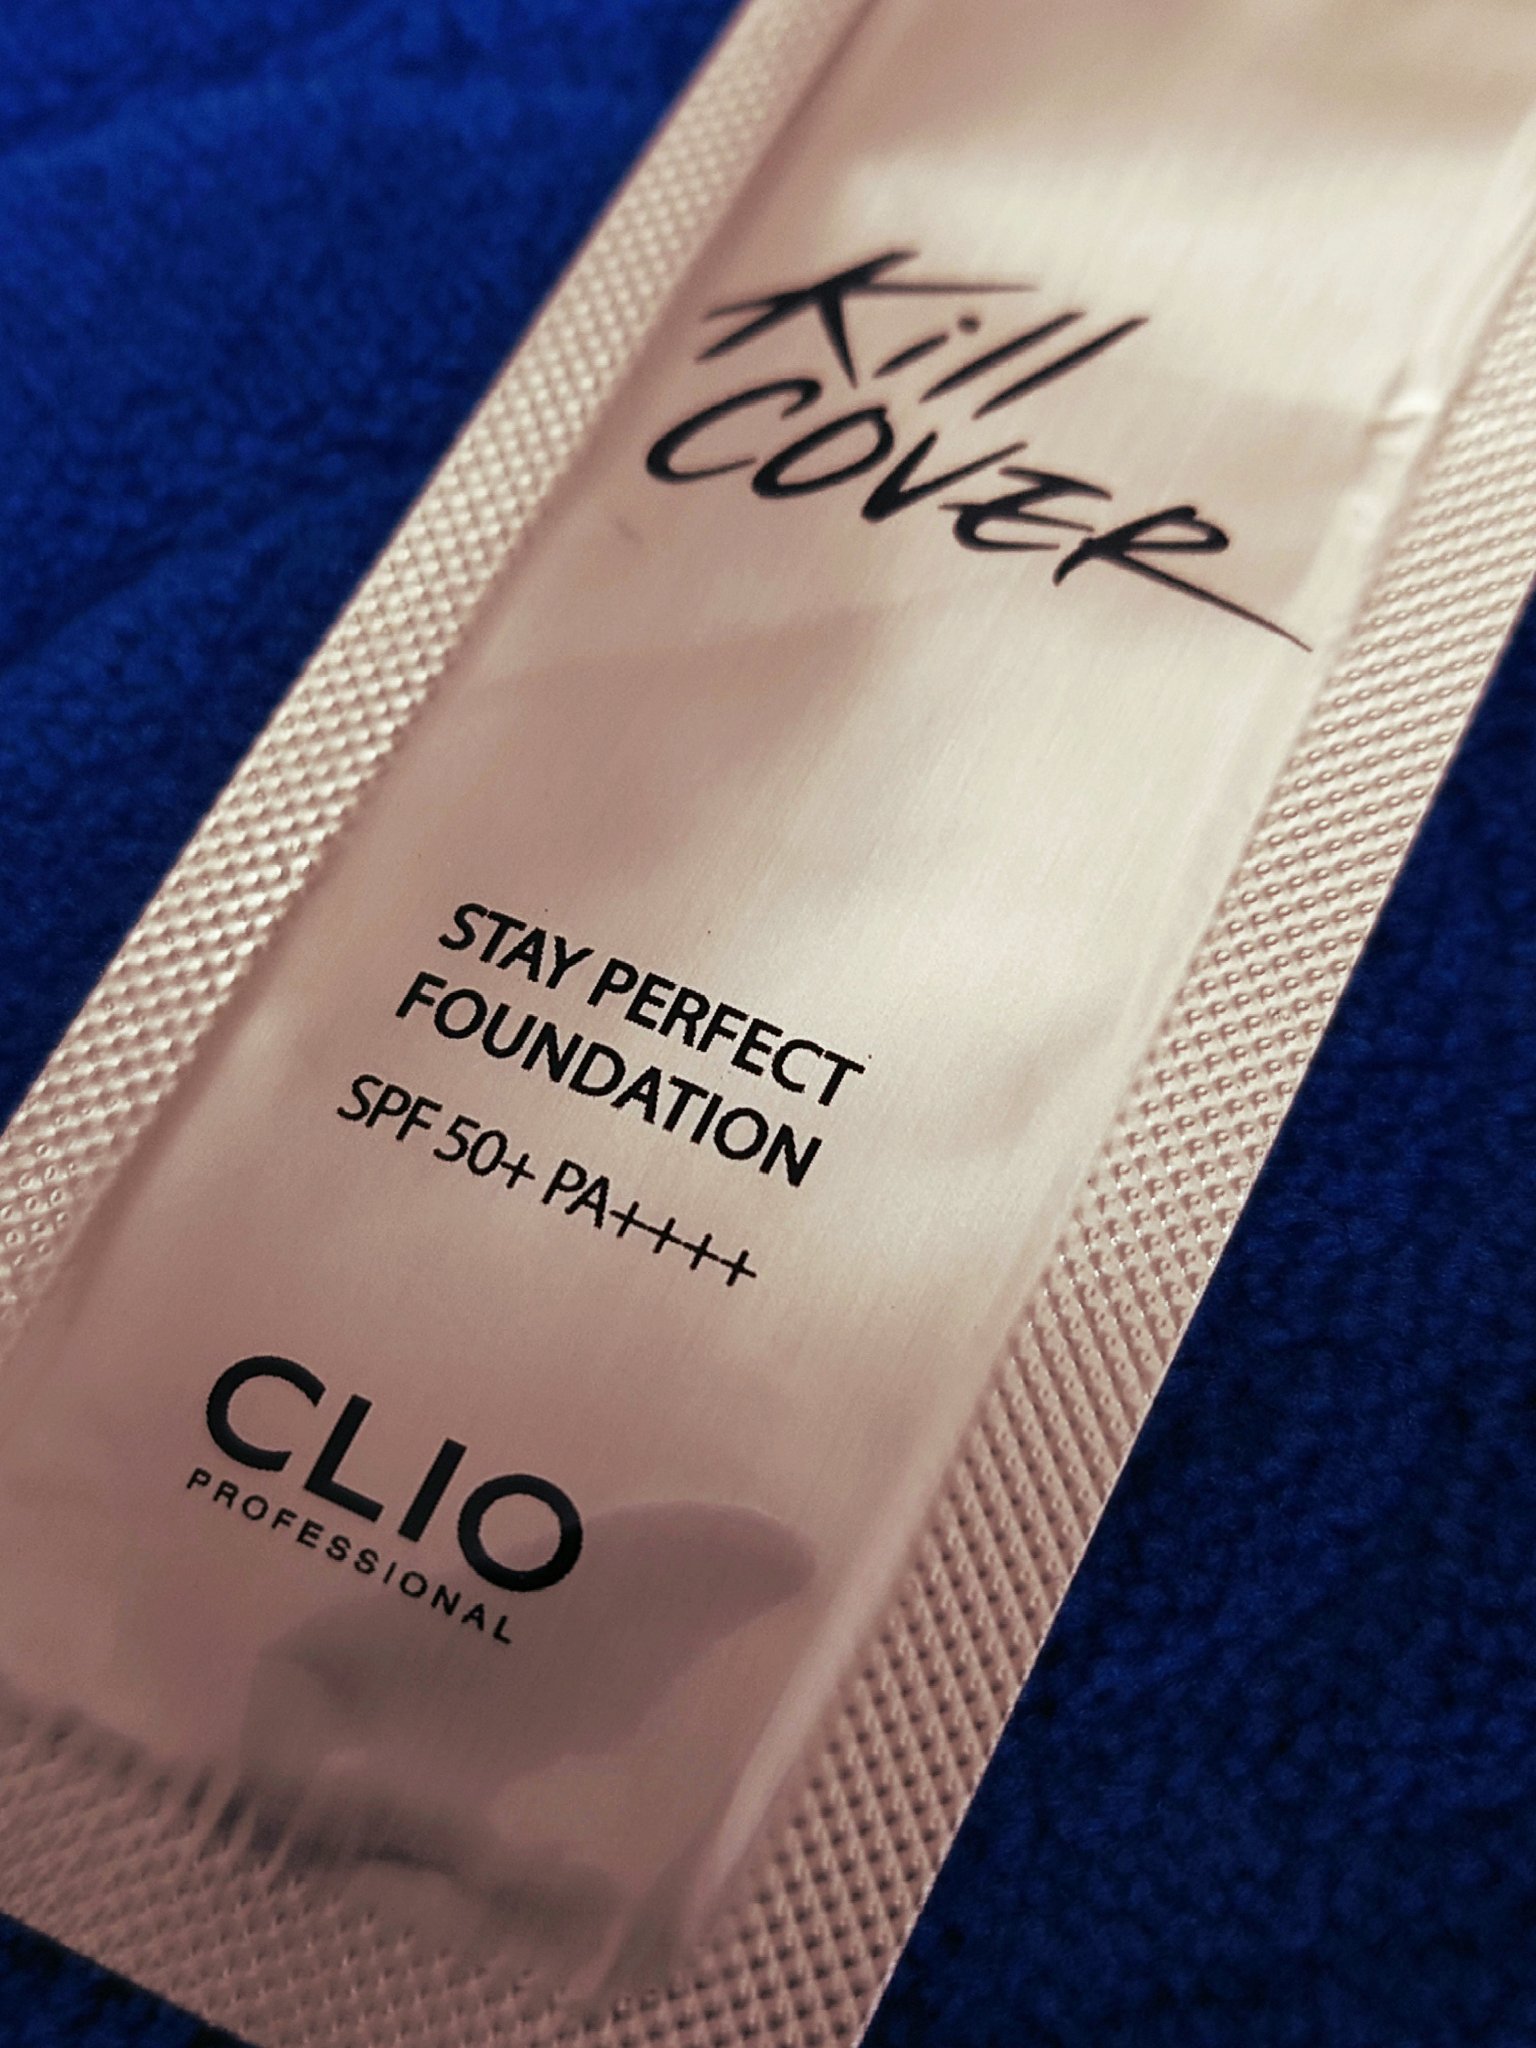 Kill
COVER
STAY PERFECT
FOUNDATION
SPF 50+ PA++++
CLIO
PROFESSIONAL